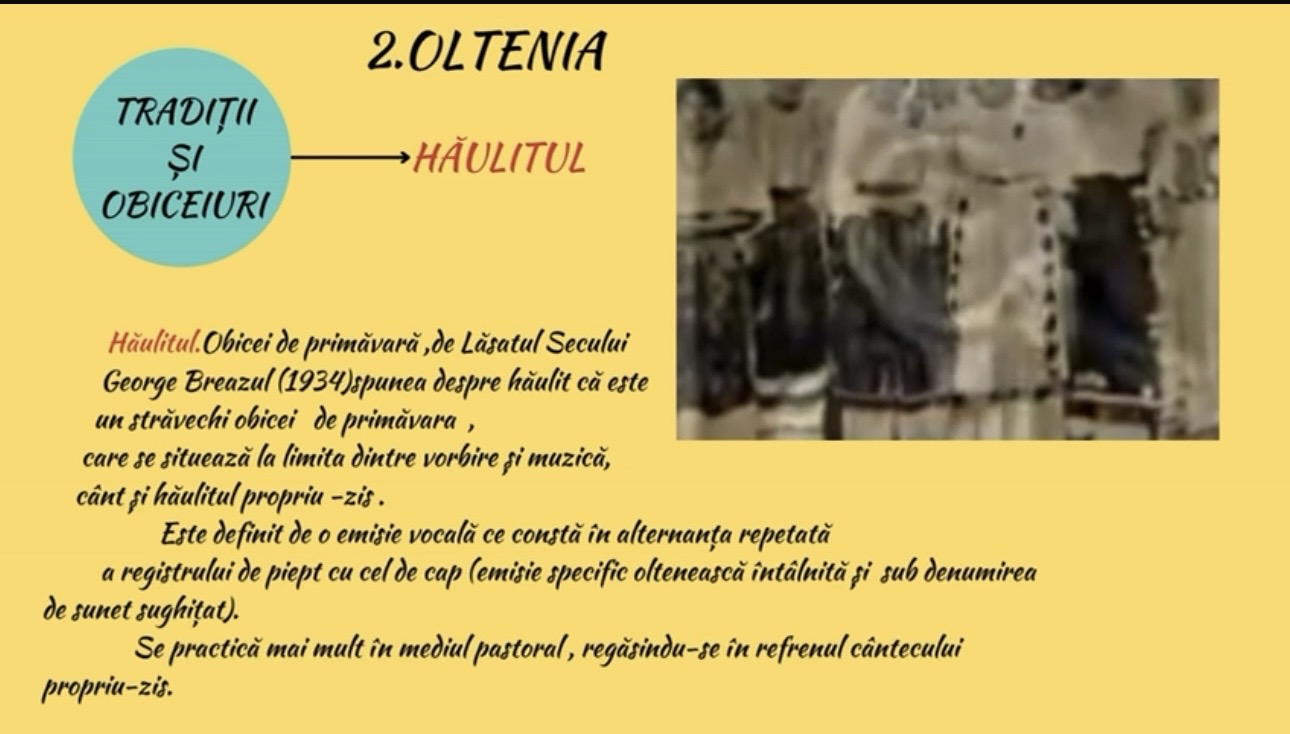 2.OLTENIA
TRADIȚII
ȘI
OBICEIURI
HĂULITUL
Hăulitul.Obicei de primăvară ,de Lăsatul Secului
George Breazul (1934)spunea despre hăulit că este
un străvechi obicei de primăvara ,
care se situează la limita dintre vorbire și muzică,
cânt și hăulitul propriu -zis .
Este definit de o emisie vocală ce constă în alternanța repetată
a registrului de piept cu cel de cap (emisie specific oltenească întâlnită și sub denumirea
de sunet sughițat).
Se practică mai mult în mediul pastoral , regăsindu-se în refrenul cântecului
propriu-zis.